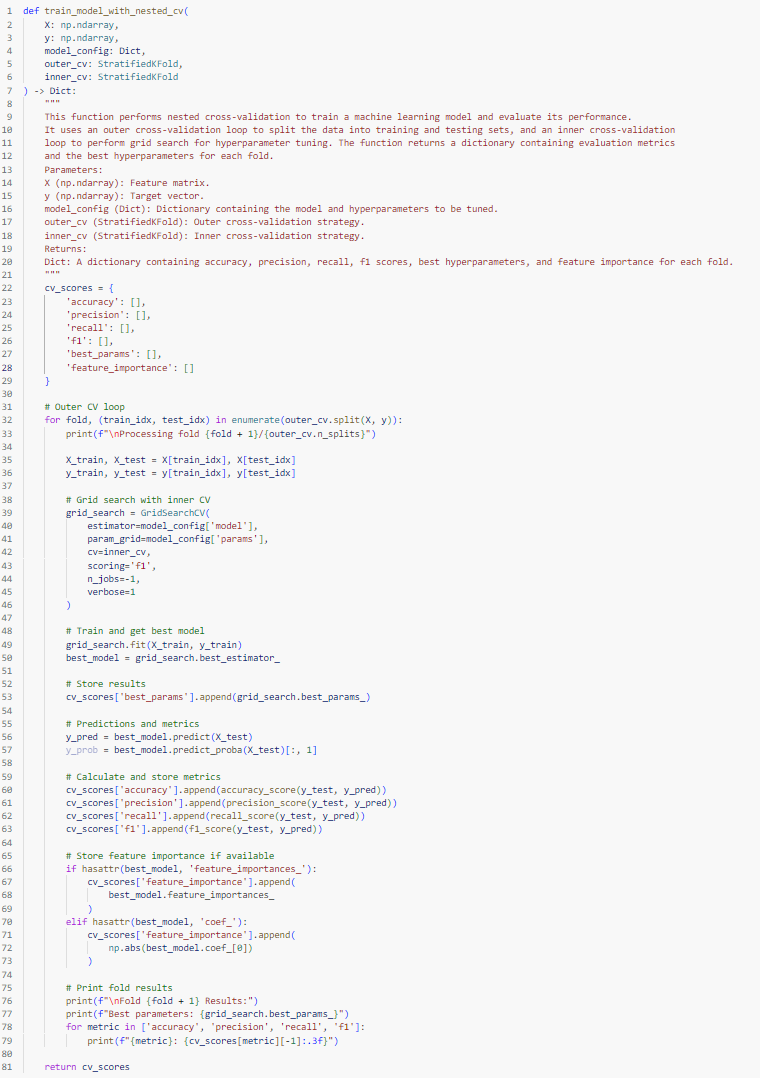 1 def train_model_with_nested_cv(
2     X: np.ndarray,
3     y: np.ndarray,
4     model_config: Dict,
5     outer_cv: StratifiedKFold,
6     inner_cv: StratifiedKFold
7 ) -> Dict:
8     """
9     This function performs nested cross-validation to train a machine learning model and evaluate its performance.
10     It uses an outer cross-validation loop to split the data into training and testing sets, and an inner cross-validation
11     loop to perform grid search for hyperparameter tuning. The function returns a dictionary containing evaluation metrics
12     and the best hyperparameters for each fold.
13     Parameters:
14     X (np.ndarray): Feature matrix.
15     y (np.ndarray): Target vector.
16     model_config (Dict): Dictionary containing the model and hyperparameters to be tuned.
17     outer_cv (StratifiedKFold): Outer cross-validation strategy.
18     inner_cv (StratifiedKFold): Inner cross-validation strategy.
19     Returns:
20     Dict: A dictionary containing accuracy, precision, recall, f1 scores, best hyperparameters, and feature importance for each fold.
21     """
22     cv_scores = {
23         'accuracy': [],
24         'precision': [],
25         'recall': [],
26         'f1': [],
27         'best_params': [],
28         'feature_importance': []
29     }
30
31     # Outer CV loop
32     for fold, (train_idx, test_idx) in enumerate(outer_cv.split(X, y)):
33         print(f"\nProcessing fold {fold + 1}/{outer_cv.n_splits}")
34
35         X_train, X_test = X[train_idx], X[test_idx]
36         y_train, y_test = y[train_idx], y[test_idx]
37
38         # Grid search with inner CV
39         grid_search = GridSearchCV(
40             estimator=model_config['model'],
41             param_grid=model_config['params'],
42             cv=inner_cv,
43             scoring='f1',
44             n_jobs=-1,
45             verbose=1
46         )
47
48         # Train and get best model
49         grid_search.fit(X_train, y_train)
50         best_model = grid_search.best_estimator_
51
52         # Store results
53         cv_scores['best_params'].append(grid_search.best_params_)
54
55         # Predictions and metrics
56         y_pred = best_model.predict(X_test)
57         y_prob = best_model.predict_proba(X_test)[:, 1]
58
59         # Calculate and store metrics
60         cv_scores['accuracy'].append(accuracy_score(y_test, y_pred))
61         cv_scores['precision'].append(precision_score(y_test, y_pred))
62         cv_scores['recall'].append(recall_score(y_test, y_pred))
63         cv_scores['f1'].append(f1_score(y_test, y_pred))
64
65         # Store feature importance if available
66         if hasattr(best_model, 'feature_importances_'):
67             cv_scores['feature_importance'].append(
68                 best_model.feature_importances_
69             )
70         elif hasattr(best_model, 'coef_'):
71             cv_scores['feature_importance'].append(
72                 np.abs(best_model.coef_[0])
73             )
74
75         # Print fold results
76         print(f"\nFold {fold + 1} Results:")
77         print(f"Best parameters: {grid_search.best_params_}")
78         for metric in ['accuracy', 'precision', 'recall', 'f1']:
79             print(f"{metric}: {cv_scores[metric][-1]:.3f}")
80
81     return cv_scores